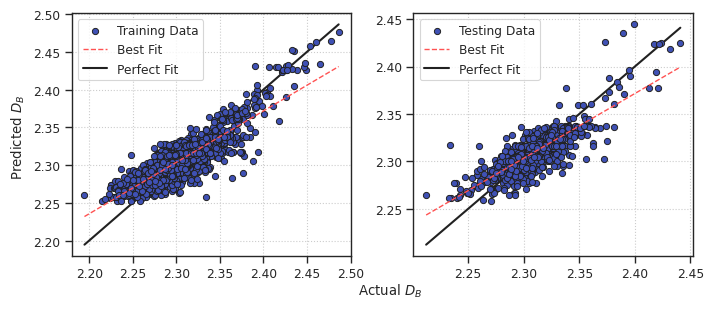 Training Data
Best Fit
Perfect Fit
2.50
2.45
2.40
2.35
2.30
2.25
2.20
2.20 2.25 2.30 2.35 2.40 2.45 2.50
Predicted D_B
Testing Data
Best Fit
Perfect Fit
2.45
2.40
2.35
2.30
2.25
2.25 2.30 2.35 2.40 2.45
Actual D_B